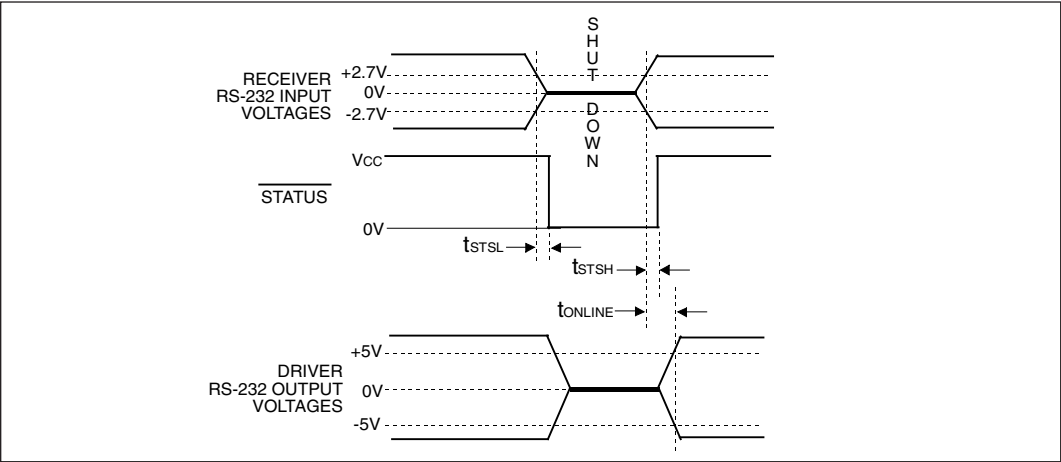 S
H
U
T
D
O
W
N
RECEIVER
RS-232 INPUT
VOLTAGES
+2.7V
0V
-2.7V
VCC
STATUS
0V
tSTSL
tSTSH
tONLINE
DRIVER
RS-232 OUTPUT
VOLTAGES
+5V
0V
-5V